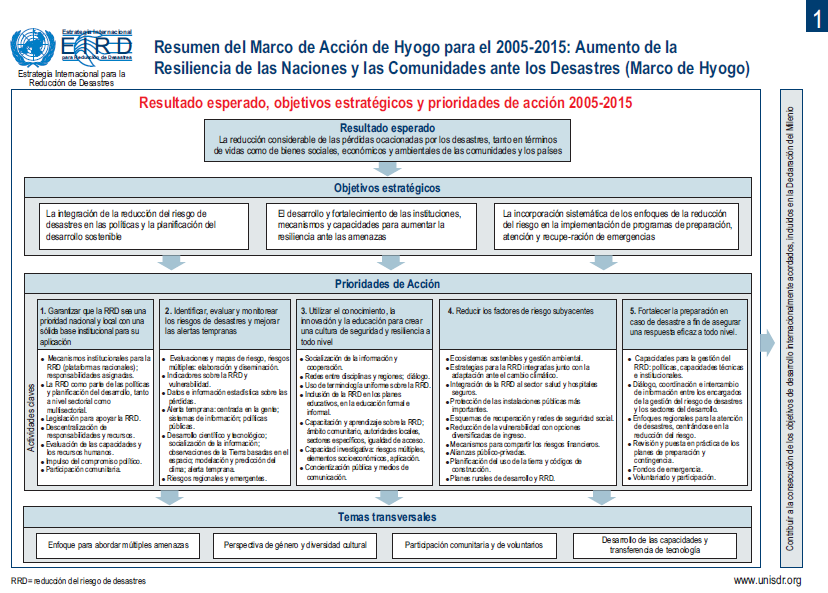 1
Estrategia Internacional
EIRD
para Reducción de Desastres
Estrategia Internacional para la
Reducción de Desastres
Resumen del Marco de Acción de Hyogo para el 2005-2015: Aumento de la
Resiliencia de las Naciones y las Comunidades ante los Desastres (Marco de Hyogo)
Resultado esperado, objetivos estratégicos y prioridades de acción 2005-2015
Resultado esperado
La reducción considerable de las pérdidas ocacionadas por los desastres, tanto en términos
de vidas como de bienes sociales, económicos y ambientales de las comunidades y los países
Objetivos estratégicos
La integración de la reducción del riesgo de
desastres en las políticas y la planificación del
desarrollo sostenible
El desarrollo y fortalecimiento de las instituciones,
mecanismos y capacidades para aumentar la
resiliencia ante las amenazas
La incorporación sistemática de los enfoques de la reducción
del riesgo en la implementación de programas de preparación,
atención y recupe-ración de emergencias
Prioridades de Acción
1. Garantizar que la RRD sea una
prioridad nacional y local con una
sólida base institucional para su
aplicación
2. Identificar, evaluar y monitorear
los riesgos de desastres y mejorar
las alertas tempranas
3. Utilizar el conocimiento, la
innovación y la educación para crear
una cultura de seguridad y resiliencia a
todo nivel
4. Reducir los factores de riesgo subyacentes
5. Fortalecer la preparación en
caso de desastre a fin de asegurar
una respuesta eficaz a todo nivel.
Actividades claves
● Mecanismos institucionales para la
RRD (plataformas nacionales);
responsabilidades asignadas.
● La RRD como parte de las políticas
y planificación del desarrollo, tanto
a nivel sectorial como
multisectorial.
● Legislación para apoyar la RRD.
● Descentralización de
responsabilidades y recursos.
● Evaluación de las capacidades y
los recursos humanos.
● Impulso del compromiso político.
● Participación comunitaria.
● Evaluaciones y mapas de riesgo, riesgos
múltiples: elaboración y diseminación.
● Indicadores sobre la RRD y
vulnerabilidad.
● Datos e información estadística sobre las
pérdidas.
● Alerta temprana: centrada en la gente;
sistemas de información; políticas
públicas.
● Desarrollo científico y tecnológico;
socialización de la información;
observaciones de la Tierra basadas en el
espacio; modelación y predicción del
clima; alerta temprana.
● Riesgos regionales y emergentes.
● Socialización de la información y
cooperación.
● Redes entre disciplinas y regiones; diálogo.
● Uso de terminología uniforme sobre la RRD.
● Inclusión de la RRD en los planes
educativos, en la educación formal e
informal.
● Capacitación y aprendizaje sobre la RRD;
ámbito comunitario, autoridades locales,
sectores específicos, igualdad de acceso.
● Capacidad investigativa: riesgos múltiples,
elementos socioeconómicos, aplicación.
● Concientización pública y medios de
comunicación.
● Ecosistemas sostenibles y gestión ambiental.
● Estrategias para la RRD integradas junto con la
adaptación ante el cambio climático.
● Integración de la RRD al sector salud y hospitales
seguros.
● Protección de las instalaciones públicas más
importantes.
● Esquemas de recuperación y redes de seguridad social.
● Reducción de la vulnerabilidad con opciones
diversificadas de ingreso.
● Mecanismos para compartir los riesgos financieros.
● Alianzas público-privadas.
● Planificación del uso de la tierra y códigos de
construcción.
● Planes rurales de desarrollo y RRD.
● Capacidades para la gestión del
RRD: políticas, capacidades técnicas
e institucionales.
● Diálogo, coordinación e intercambio
de información entre los encargados
de la gestión del riesgo de desastres
y los sectores del desarrollo.
● Enfoques regionales para la atención
de desastres, centrándose en la
reducción del riesgo.
● Revisión y puesta en práctica de los
planes de preparación y
contingencia.
● Fondos de emergencia.
● Voluntariado y participación.
Temas transversales
Enfoque para abordar múltiples amenazas
Perspectiva de género y diversidad cultural
Participación comunitaria y de voluntarios
Desarrollo de las capacidades y
transferencia de tecnología
Contribuir a la consecución de los objetivos de desarrollo internacionalmente acordados, incluidos en la Declaración del Milenio
RRD= reducción del riesgo de desastres
www.unisdr.org